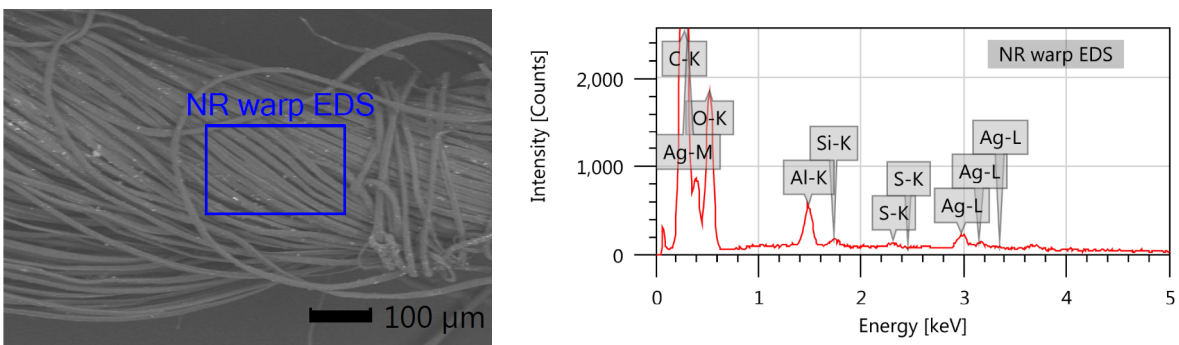 NR warp EDS
100 µm
Intensity [Counts]
2,000
1,000
0
C-K
O-K
Ag-M
Al-K
Si-K
S-K
S-K
Ag-L
Ag-L
Ag-L
NR warp EDS
0 1 2 3 4 5
Energy [keV]